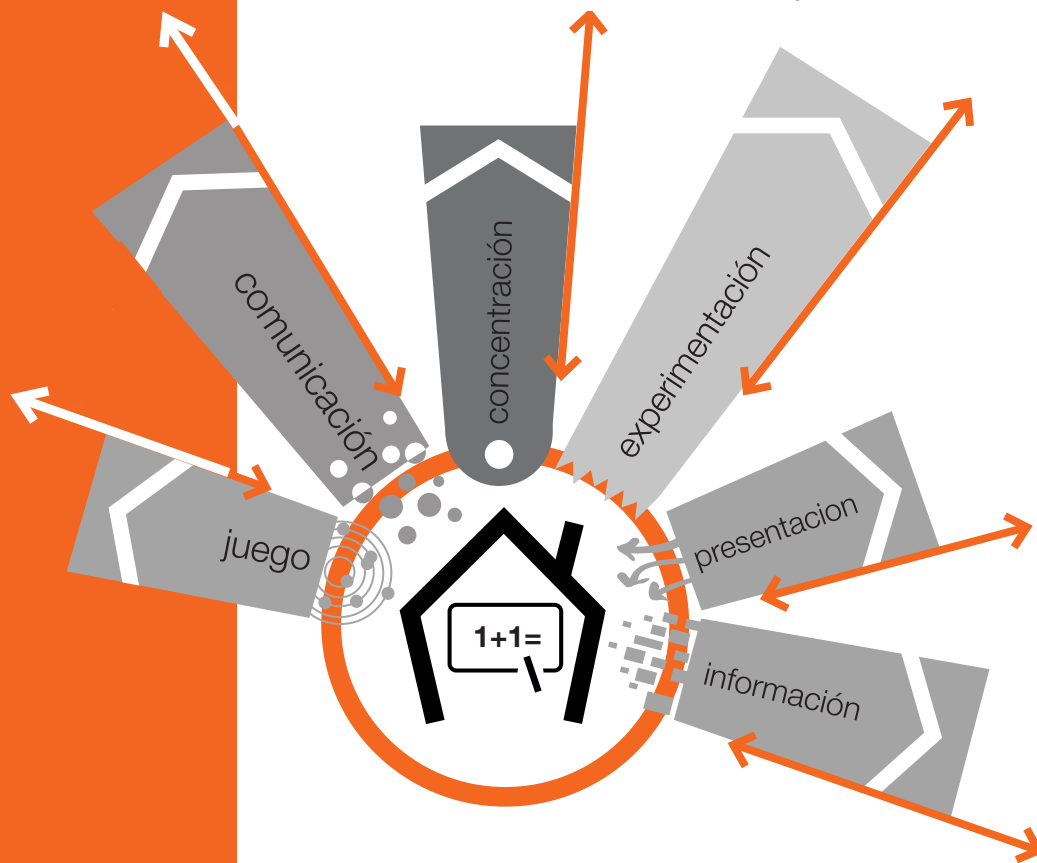 juego
comunicación
concentración
experimentación
presentacion
información
1+1=